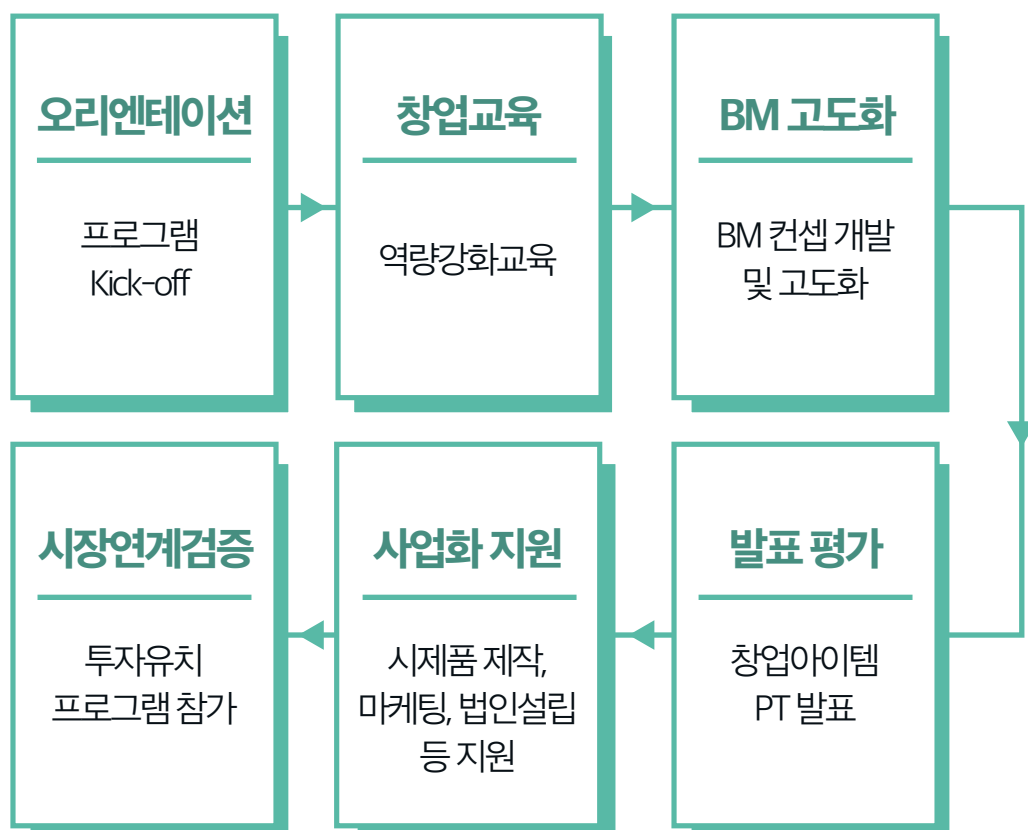 오리엔테이션
프로그램
Kick-off
창업교육
역량강화교육
BM 고도화
BM 컨셉 개발
및 고도화
발표 평가
창업아이템
PT 발표
사업화 지원
시제품 제작,
마케팅, 법인설립
등 지원
시장연계검증
투자유치
프로그램 참가